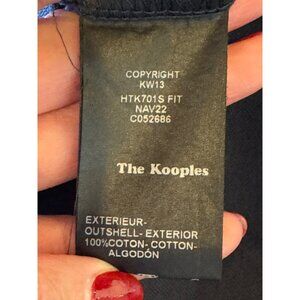 COPYRIGHT
KW13
HTK701S FIT
NAV22
C052686
The Kooples
EXTERIEUR-
OUTSHELL- EXTERIOR
100%COTON- COTTON-
ALGODÓN